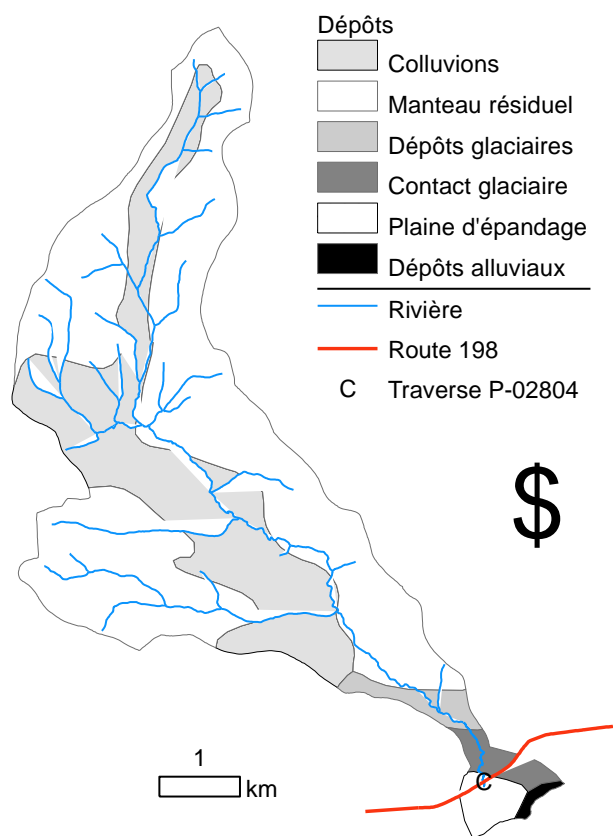 Dépôts
Colluvions
Manteau résiduel
Dépôts glaciaires
Contact glaciaire
Plaine d'épandage
Dépôts alluviaux
Rivière
Route 198
C Traverse P-02804
$
1
km
C